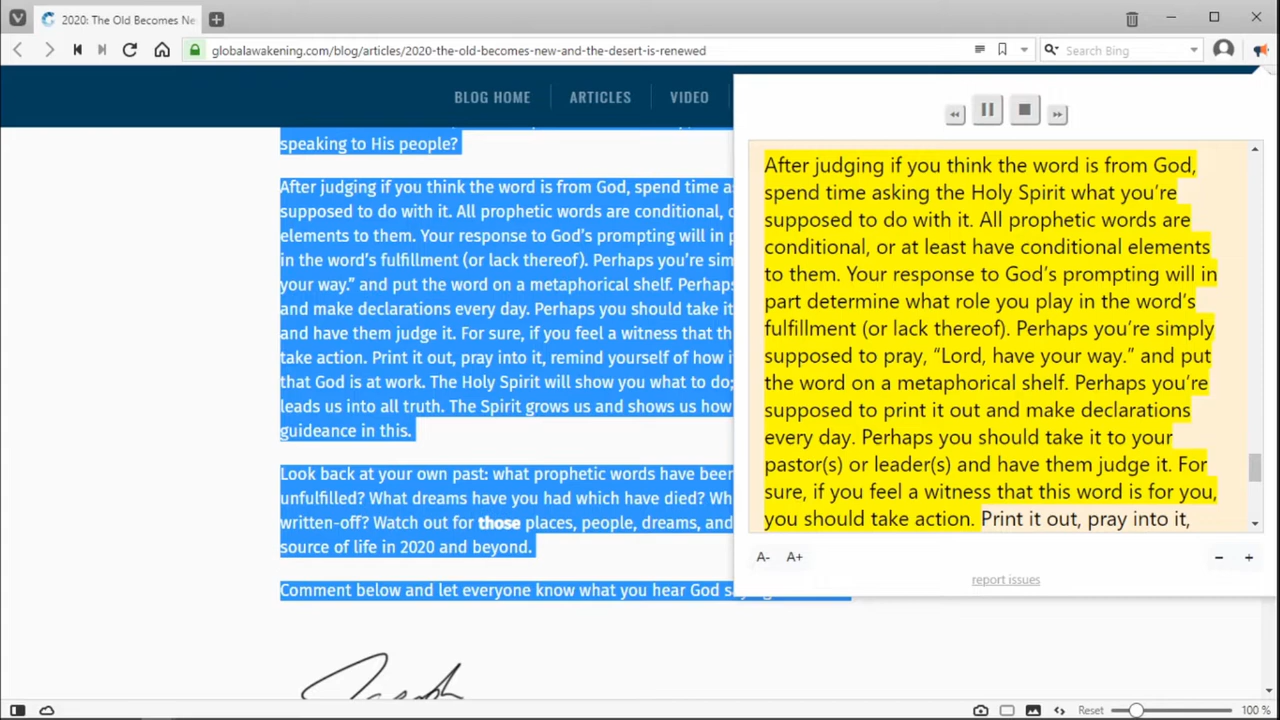 2020: The Old Becomes Ne
globalawakening.com/blog/articles/2020-the-old-becomes-new-and-the-desert-is-renewed
Search Bing
BLOG HOME
ARTICLES
VIDEO
speaking to His people?
After judging if you think the word is from God, spend time as
supposed to do with it. All prophetic words are conditional, o
elements to them. Your response to God's prompting will in p
in the word's fulfillment (or lack thereof). Perhaps you're sim
your way.” and put the word on a metaphorical shelf. Perhaps
and make declarations every day. Perhaps you should take it
and have them judge it. For sure, if you feel a witness that th
take action. Print it out, pray into it, remind yourself of how i
that God is at work. The Holy Spirit will show you what to do;
leads us into all truth. The Spirit grows us and shows us how
guideance in this.
Look back at your own past: what prophetic words have been
unfulfilled? What dreams have you had which have died? Wh
written-off? Watch out for those places, people, dreams, and
source of life in 2020 and beyond.
Comment below and let everyone know what you hear God
After judging if you think the word is from God,
spend time asking the Holy Spirit what you're
supposed to do with it. All prophetic words are
conditional, or at least have conditional elements
to them. Your response to God's prompting will in
part determine what role you play in the word's
fulfillment (or lack thereof). Perhaps you're simply
supposed to pray, “Lord, have your way.” and put
the word on a metaphorical shelf. Perhaps you're
supposed to print it out and make declarations
every day. Perhaps you should take it to your
pastor(s) or leader(s) and have them judge it. For
sure, if you feel a witness that this word is for you,
you should take action. Print it out, pray into it,
A- A+ − +
report issues
Reset 100 %